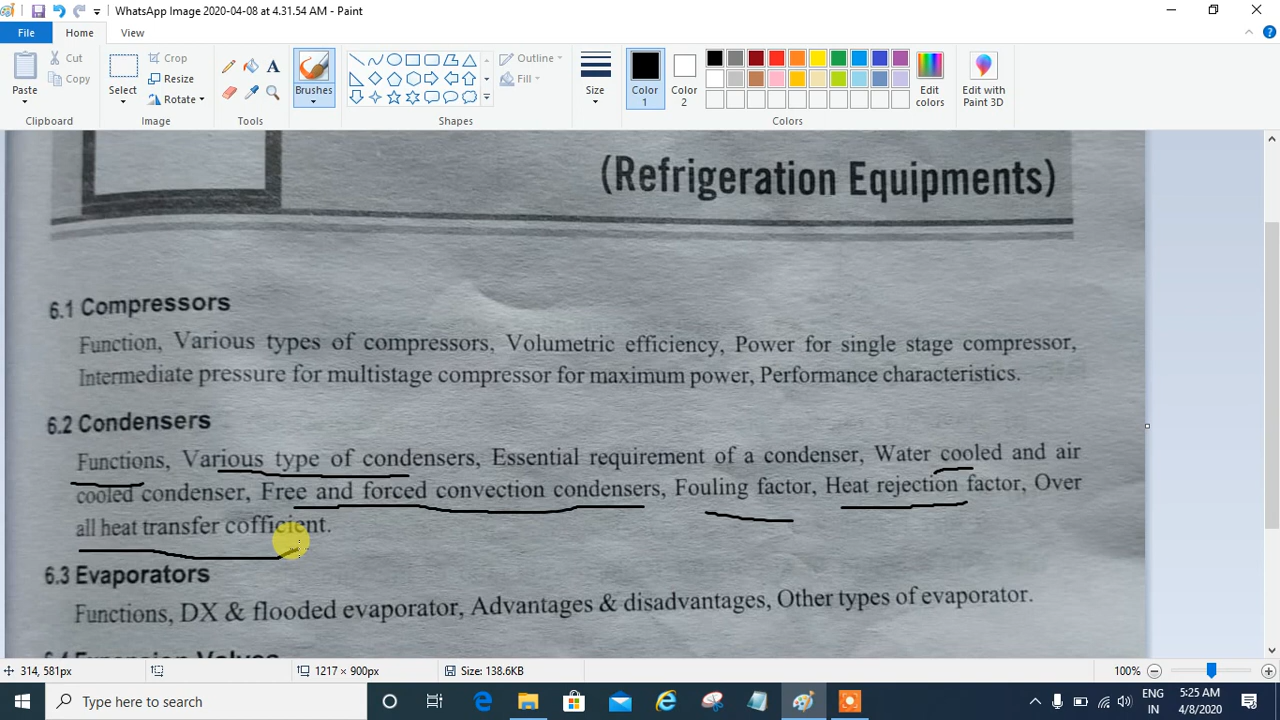 WhatsApp Image 2020-04-08 at 4.31.54 AM - Paint
File Home View
Paste
Cut
Copy
Clipboard
Select
Crop
Resize
Rotate
Image
Tools
Brushes
Shapes
Outline
Fill
Size
Color 1
Color 2
Colors
Edit colors
Edit with Paint 3D
(Refrigeration Equipments)
6.1 Compressors
Function, Various types of compressors, Volumetric efficiency, Power for single stage compressor,
Intermediate pressure for multistage compressor for maximum power, Performance characteristics.
6.2 Condensers
Functions, Various type of condensers, Essential requirement of a condenser, Water cooled and air
cooled condenser, Free and forced convection condensers, Fouling factor, Heat rejection factor, Over
all heat transfer cofficient.
6.3 Evaporators
Functions, DX & flooded evaporator, Advantages & disadvantages, Other types of evaporator.
6.4 Expansion Valves
314, 581px 1217 × 900px Size: 138.6KB 100%
Type here to search
ENG 5:25 AM
IN 4/8/2020